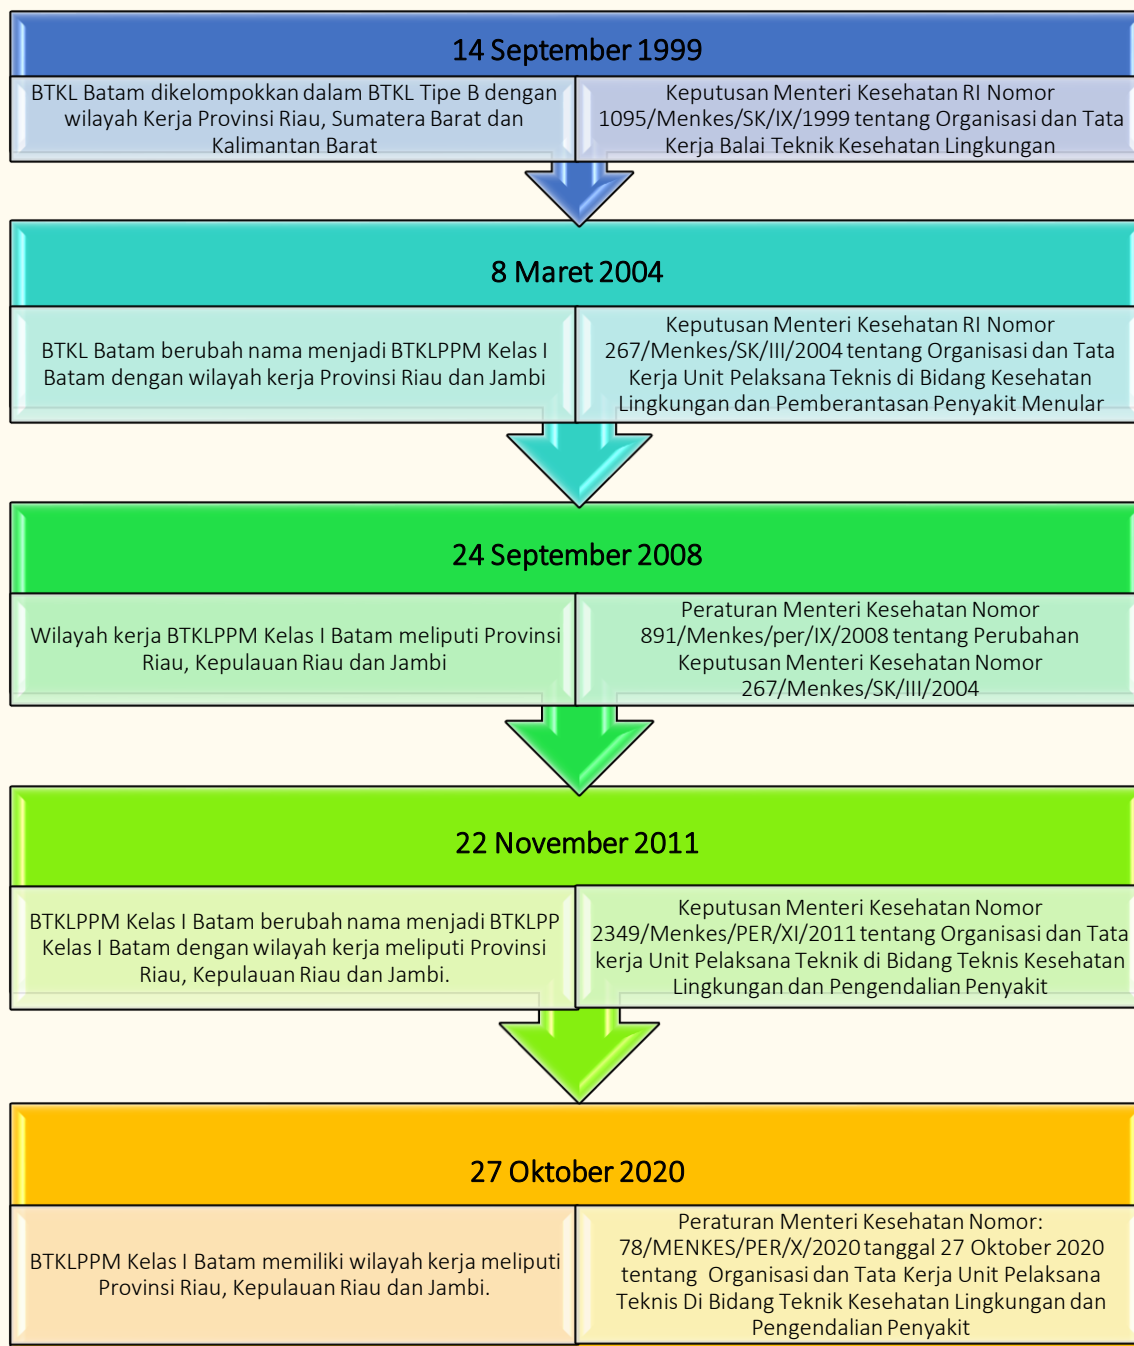 14 September 1999
BTKL Batam dikelompokkan dalam BTKL Tipe B dengan
wilayah Kerja Provinsi Riau, Sumatera Barat dan
Kalimantan Barat
Keputusan Menteri Kesehatan RI Nomor
1095/Menkes/SK/IX/1999 tentang Organisasi dan Tata
Kerja Balai Teknik Kesehatan Lingkungan
8 Maret 2004
BTKL Batam berubah nama menjadi BTKLPPM Kelas I
Batam dengan wilayah kerja Provinsi Riau dan Jambi
Keputusan Menteri Kesehatan RI Nomor
267/Menkes/SK/III/2004 tentang Organisasi dan Tata
Kerja Unit Pelaksana Teknis di Bidang Kesehatan
Lingkungan dan Pemberantasan Penyakit Menular
24 September 2008
Wilayah kerja BTKLPPM Kelas I Batam meliputi Provinsi
Riau, Kepulauan Riau dan Jambi
Peraturan Menteri Kesehatan Nomor
891/Menkes/per/IX/2008 tentang Perubahan
Keputusan Menteri Kesehatan Nomor
267/Menkes/SK/III/2004
22 November 2011
BTKLPPM Kelas I Batam berubah nama menjadi BTKLPP
Kelas I Batam dengan wilayah kerja meliputi Provinsi
Riau, Kepulauan Riau dan Jambi.
Keputusan Menteri Kesehatan Nomor
2349/Menkes/PER/XI/2011 tentang Organisasi dan Tata
kerja Unit Pelaksana Teknik di Bidang Teknis Kesehatan
Lingkungan dan Pengendalian Penyakit
27 Oktober 2020
BTKLPPM Kelas I Batam memiliki wilayah kerja meliputi
Provinsi Riau, Kepulauan Riau dan Jambi.
Peraturan Menteri Kesehatan Nomor:
78/MENKES/PER/X/2020 tanggal 27 Oktober 2020
tentang Organisasi dan Tata Kerja Unit Pelaksana
Teknis Di Bidang Teknik Kesehatan Lingkungan dan
Pengendalian Penyakit